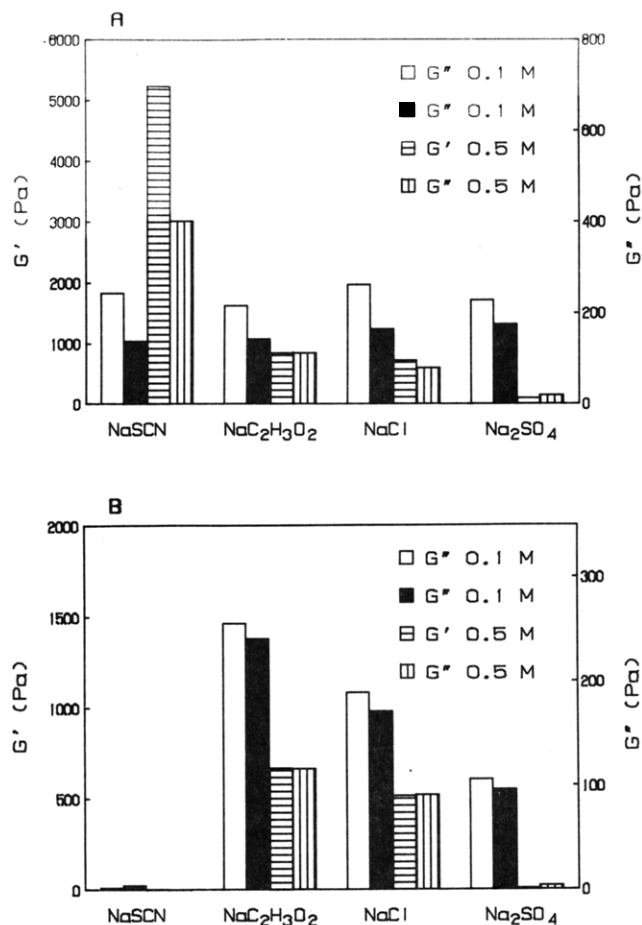 A
6000
5000
4000
3000
2000
1000
0
G' (Pa)
800
600
400
200
0
G" (Pa)
G" 0.1 M
G" 0.1 M
G' 0.5 M
G" 0.5 M
NaSCN NaC₂H₃O₂ NaCl Na₂SO₄
B
2000
1500
1000
500
0
G' (Pa)
300
200
100
0
G" (Pa)
G" 0.1 M
G" 0.1 M
G' 0.5 M
G" 0.5 M
NaSCN NaC₂H₃O₂ NaCl Na₂SO₄